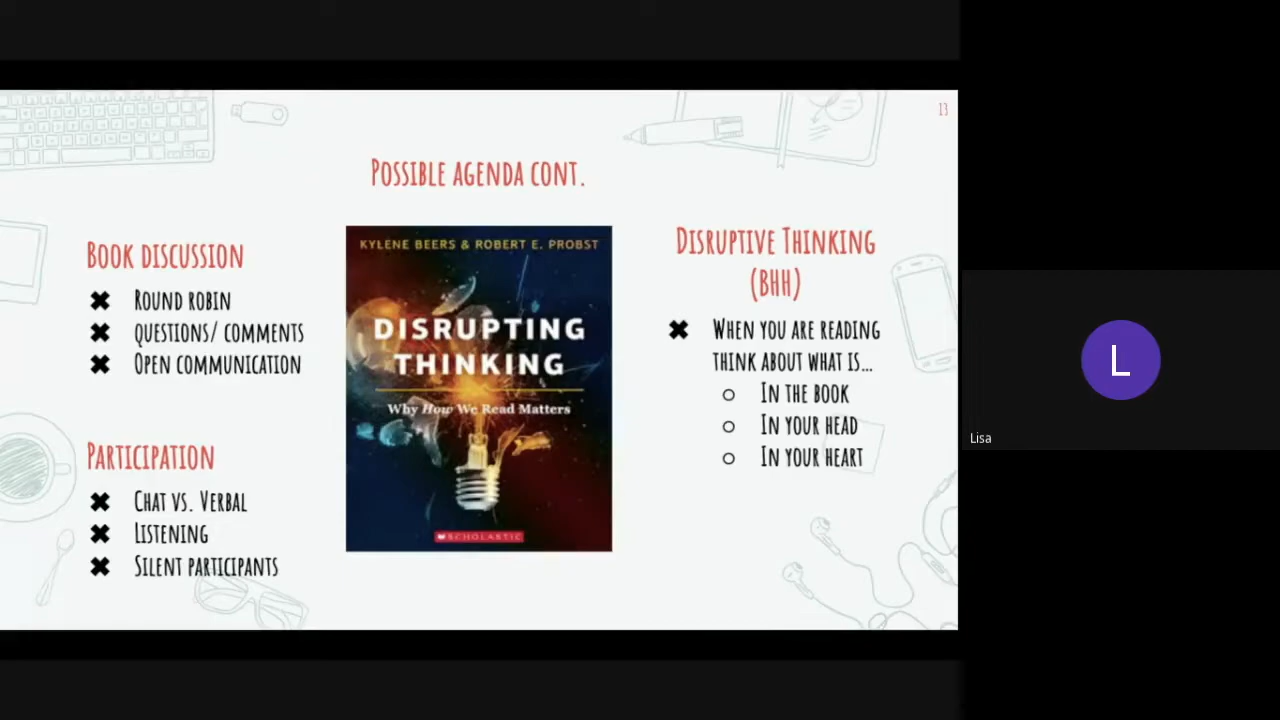 13
Possible agenda cont.
Book discussion
✖ Round robin
✖ questions/ comments
✖ Open communication
Participation
✖ Chat vs. Verbal
✖ Listening
✖ Silent participants
KYLENE BEERS & ROBERT E. PROBST
DISRUPTING
THINKING
Why How We Read Matters
SCHOLASTIC
Disruptive Thinking
(BHH)
✖ When you are reading
think about what is...
○ In the book
○ In your head
○ In your heart
L
Lisa